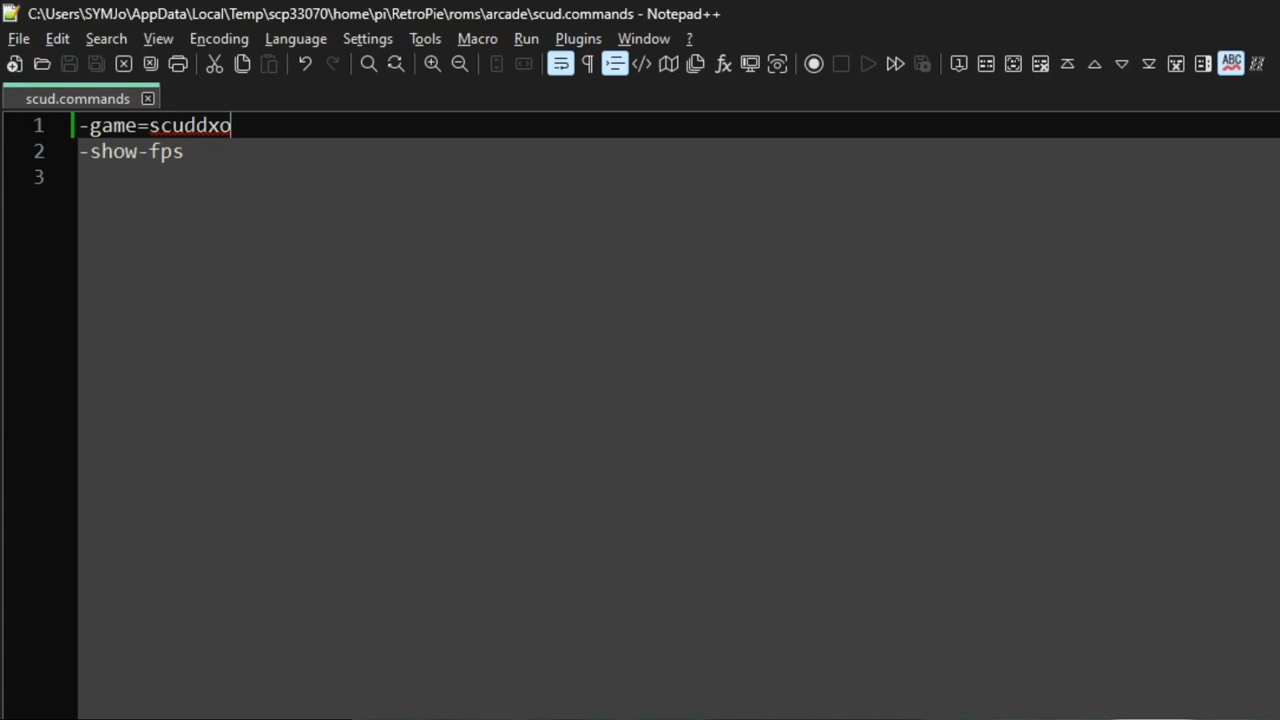 C:\Users\SYMJo\AppData\Local\Temp\scp33070\home\pi\RetroPie\roms\arcade\scud.commands - Notepad++
File Edit Search View Encoding Language Settings Tools Macro Run Plugins Window ?
ABC
scud.commands
1 -game=scuddxo
2 -show-fps
3